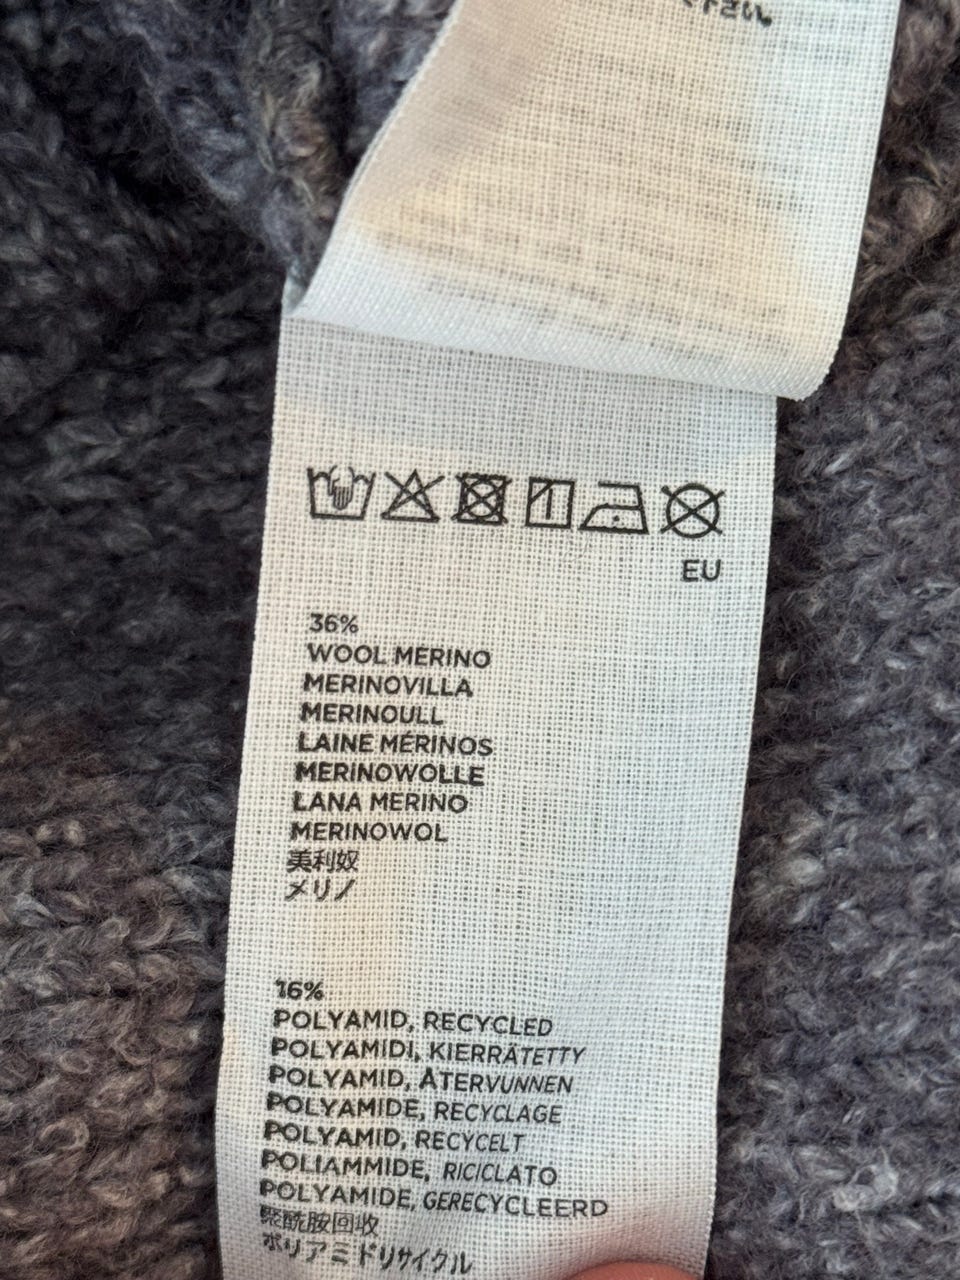 EU
36%
WOOL MERINO
MERINOVILLA
MERINOULL
LAINE MÉRINOS
MERINOWOLLE
LANA MERINO
MERINOWOL
美利奴
メリノ
16%
POLYAMID, RECYCLED
POLYAMIDI, KIERRÄTETTY
POLYAMID, ÅTERVUNNEN
POLYAMIDE, RECYCLAGE
POLYAMID, RECYCELT
POLIAMMIDE, RICICLATO
POLYAMIDE, GERECYCLEERD
聚酰胺回收
ポリアミドリサイクル